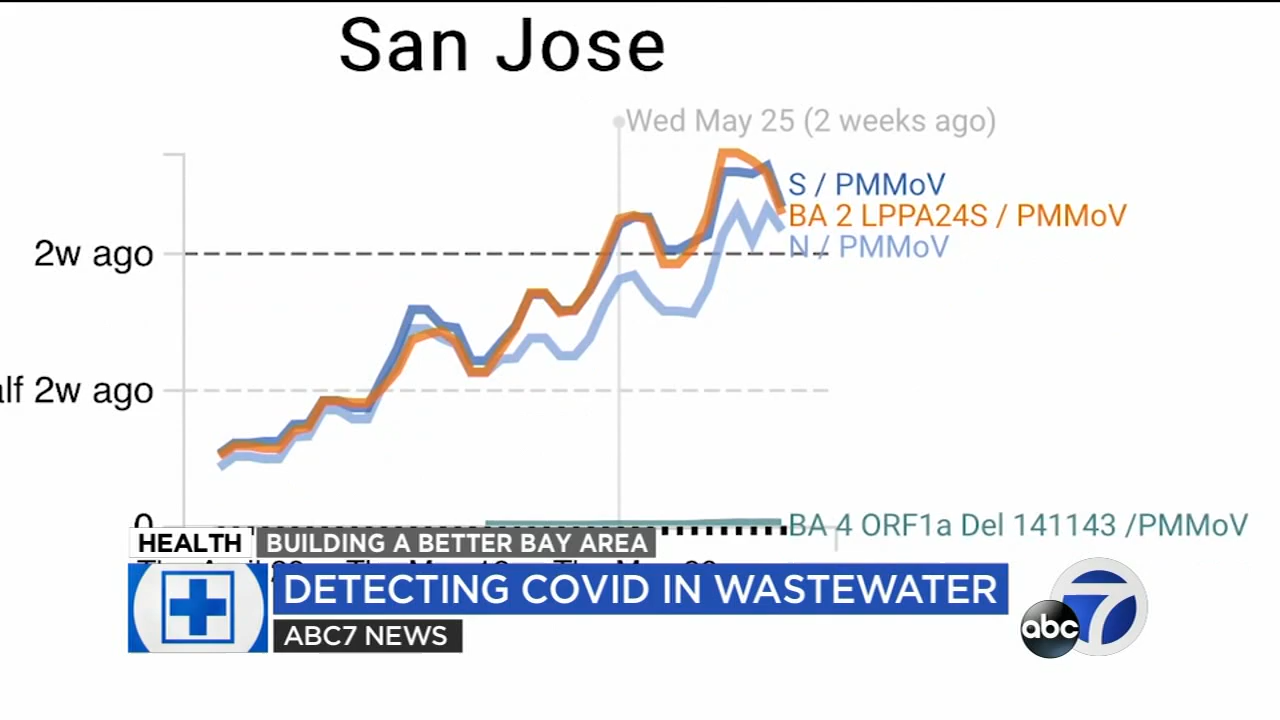 San Jose
Wed May 25 (2 weeks ago)
S / PMMoV
BA 2 LPPA24S / PMMoV
N / PMMoV
2w ago
alf 2w ago
0
BA 4 ORF1a Del 141143 /PMMoV
HEALTH
BUILDING A BETTER BAY AREA
DETECTING COVID IN WASTEWATER
ABC7 NEWS
abc 7